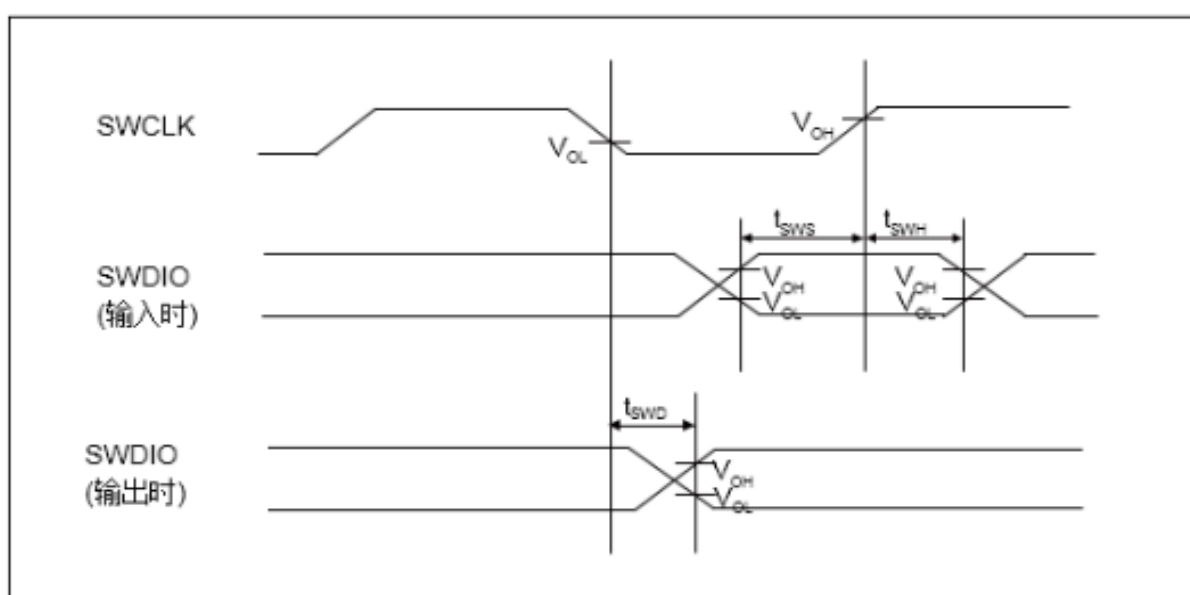 SWCLK
VOL
VOH
tSWS
tSWH
SWDIO
(输入时)
VOH
VOL
VOH
VOL
tSWD
SWDIO
(输出时)
VOH
VOL